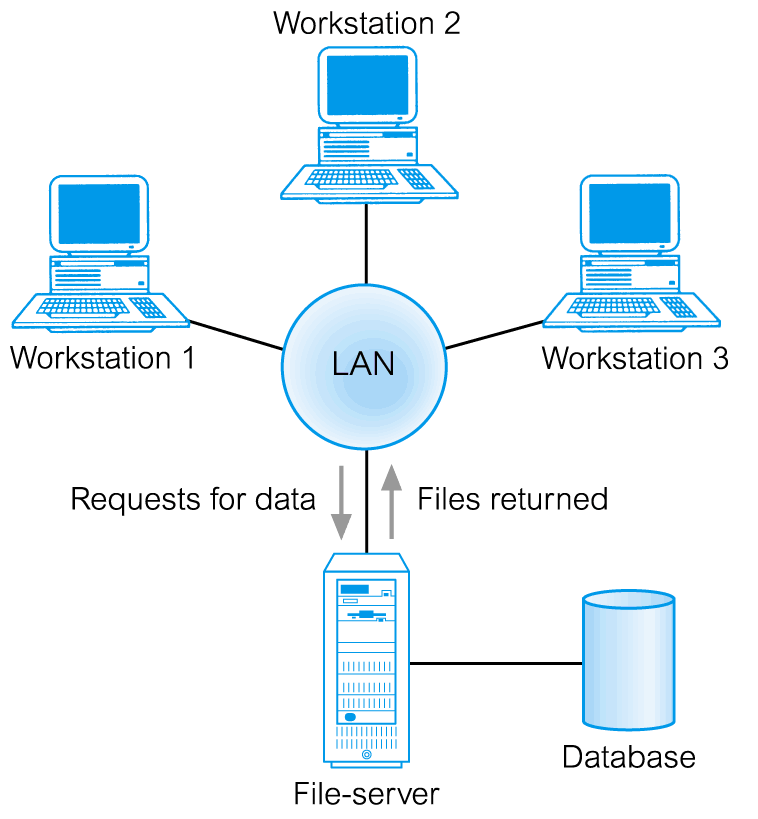 Workstation 2
Workstation 1
LAN
Workstation 3
Requests for data
Files returned
Database
File-server